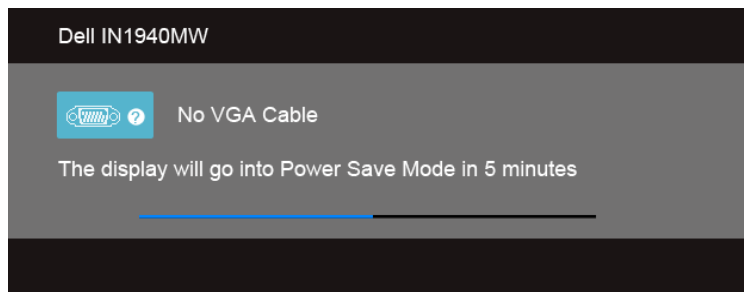 Dell IN1940MW
? No VGA Cable
The display will go into Power Save Mode in 5 minutes